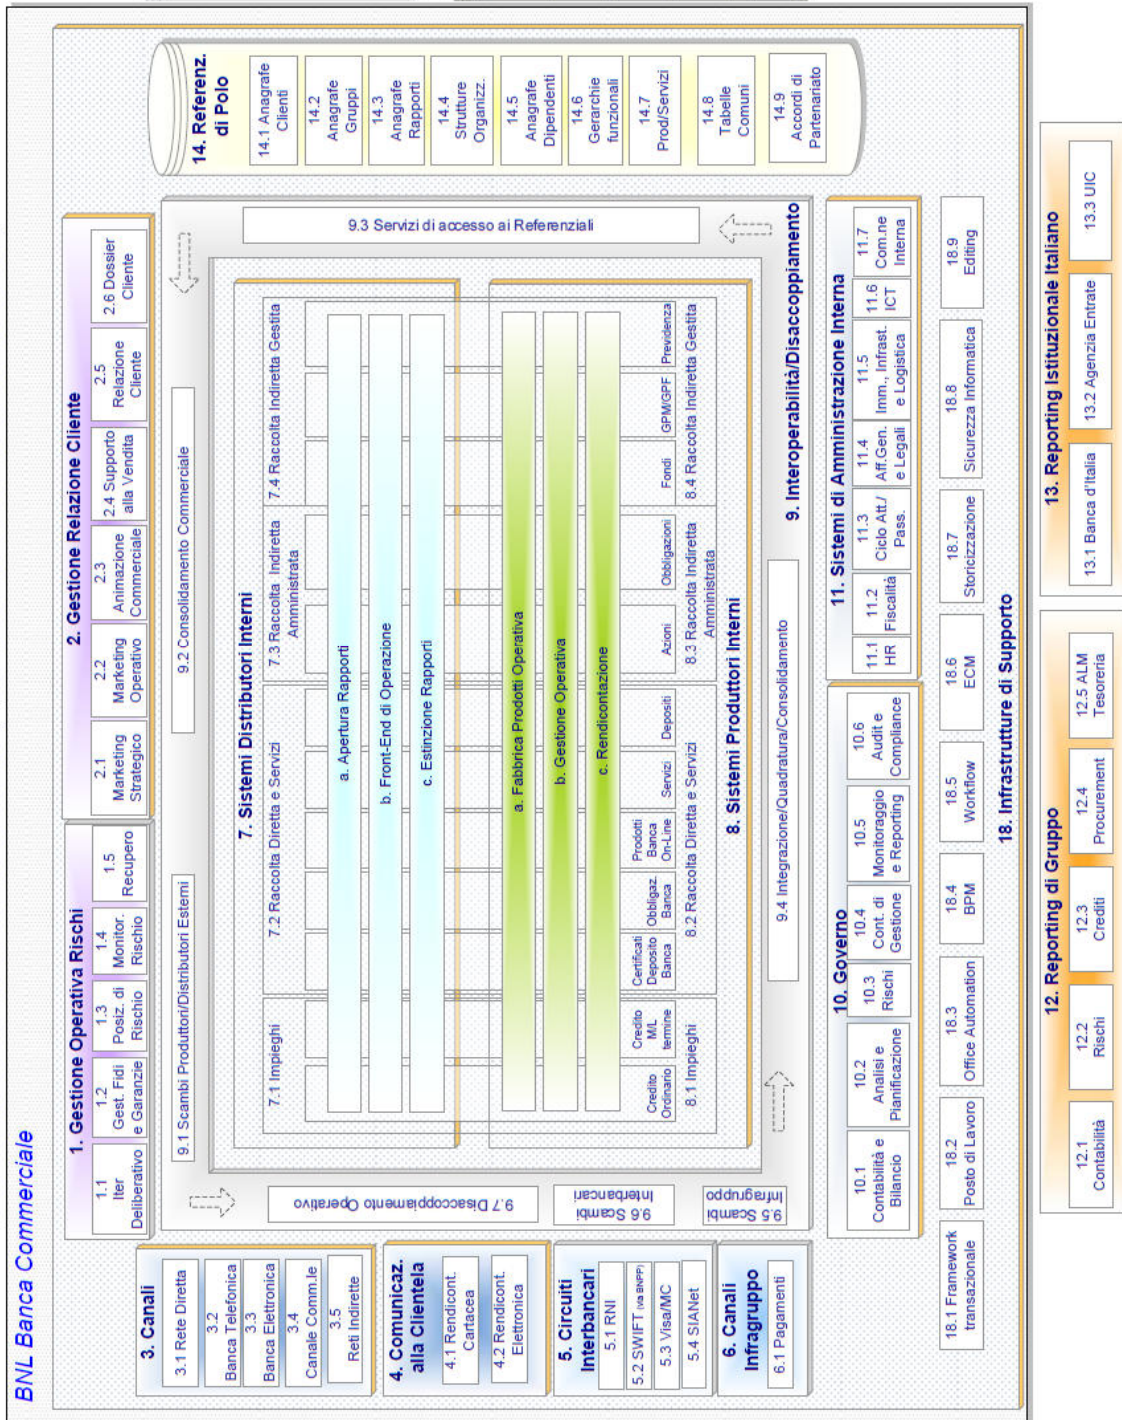 BNL Banca Commerciale
1. Gestione Operativa Rischi
1.1
Iter
Deliberativo
1.2
Gest. Fidi
e Garanzie
1.3
Posiz. di
Rischio
1.4
Monitor.
Rischio
1.5
Recupero
2. Gestione Relazione Cliente
2.1
Marketing
Strategico
2.2
Marketing
Operativo
2.3
Animazione
Commerciale
2.4 Supporto
alla Vendita
2.5
Relazione
Cliente
2.6 Dossier
Cliente
14. Referenz.
di Polo
14.1 Anagrafe
Clienti
14.2
Anagrafe
Gruppi
14.3
Anagrafe
Rapporti
14.4
Strutture
Organizz.
14.5
Anagrafe
Dipendenti
14.6
Gerarchie
funzionali
14.7
Prod/Servizi
14.8
Tabelle
Comuni
14.9
Accordi di
Partenariato
3. Canali
3.1 Rete Diretta
3.2
Banca Telefonica
3.3
Banca Elettronica
3.4
Canale Comm.le
3.5
Reti Indirette
4. Comunicaz.
alla Clientela
4.1 Rendicont.
Cartacea
4.2 Rendicont.
Elettronica
5. Circuiti
Interbancari
5.1 RNI
5.2 SWIFT (via BNPP)
5.3 Visa/MC
5.4 SIANet
6. Canali
Infragruppo
6.1 Pagamenti
9.1 Scambi Produttori/Distributori Esterni
9.2 Consolidamento Commerciale
9.3 Servizi di accesso ai Referenziali
9.7 Disaccoppiamento Operativo
9.6 Scambi
Interbancari
9.5 Scambi
Infragruppo
7. Sistemi Distributori Interni
7.1 Impieghi
7.2 Raccolta Diretta e Servizi
7.3 Raccolta Indiretta
Amministrata
7.4 Raccolta Indiretta Gestita
a. Apertura Rapporti
b. Front-End di Operazione
c. Estinzione Rapporti
a. Fabbrica Prodotti Operativa
b. Gestione Operativa
c. Rendicontazione
Credito
Ordinario
Credito
M/L
termine
Certificati
Deposito
Banca
Obbligaz.
Banca
Prodotti
Banca
On-Line
Servizi
Depositi
Azioni
Obbligazioni
Fondi
GPM/GPF
Previdenza
8.1 Impieghi
8.2 Raccolta Diretta e Servizi
8.3 Raccolta Indiretta
Amministrata
8.4 Raccolta Indiretta Gestita
8. Sistemi Produttori Interni
9.4 Integrazione/Quadratura/Consolidamento
9. Interoperabilità/Disaccoppiamento
10. Governo
10.1
Contabilità e
Bilancio
10.2
Analisi e
Pianificazione
10.3
Rischi
10.4
Cont. di
Gestione
10.5
Monitoraggio
e Reporting
10.6
Audit e
Compliance
11. Sistemi di Amministrazione Interna
11.1
HR
11.2
Fiscalità
11.3
Ciclo Att./
Pass.
11.4
Aff.Gen.
e Legali
11.5
Imm., Infrast.
e Logistica
11.6
ICT
11.7
Com.ne
Interna
18.1 Framework
transazionale
18.2
Posto di Lavoro
18.3
Office Automation
18.4
BPM
18.5
Workflow
18.6
ECM
18.7
Storicizzazione
18.8
Sicurezza Informatica
18.9
Editing
18. Infrastrutture di Supporto
12. Reporting di Gruppo
12.1
Contabilità
12.2
Rischi
12.3
Crediti
12.4
Procurement
12.5 ALM
Tesoreria
13. Reporting Istituzionale Italiano
13.1 Banca d'Italia
13.2 Agenzia Entrate
13.3 UIC